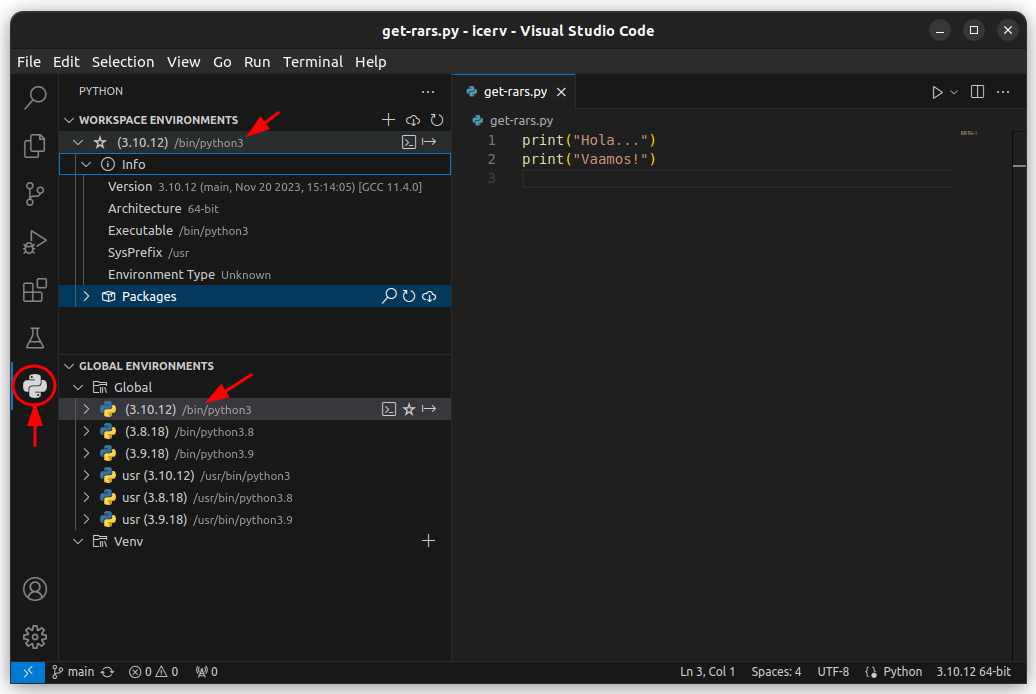 get-rars.py - icerv - Visual Studio Code
File Edit Selection View Go Run Terminal Help
PYTHON
WORKSPACE ENVIRONMENTS
(3.10.12) /bin/python3
Info
Version 3.10.12 (main, Nov 20 2023, 15:14:05) [GCC 11.4.0]
Architecture 64-bit
Executable /bin/python3
SysPrefix /usr
Environment Type Unknown
Packages
GLOBAL ENVIRONMENTS
Global
(3.10.12) /bin/python3
(3.8.18) /bin/python3.8
(3.9.18) /bin/python3.9
usr (3.10.12) /usr/bin/python3
usr (3.8.18) /usr/bin/python3.8
usr (3.9.18) /usr/bin/python3.9
Venv
get-rars.py
get-rars.py
1 print("Hola...")
2 print("Vaamos!")
3
main 0 0 0 Ln 3, Col 1 Spaces: 4 UTF-8 Python 3.10.12 64-bit